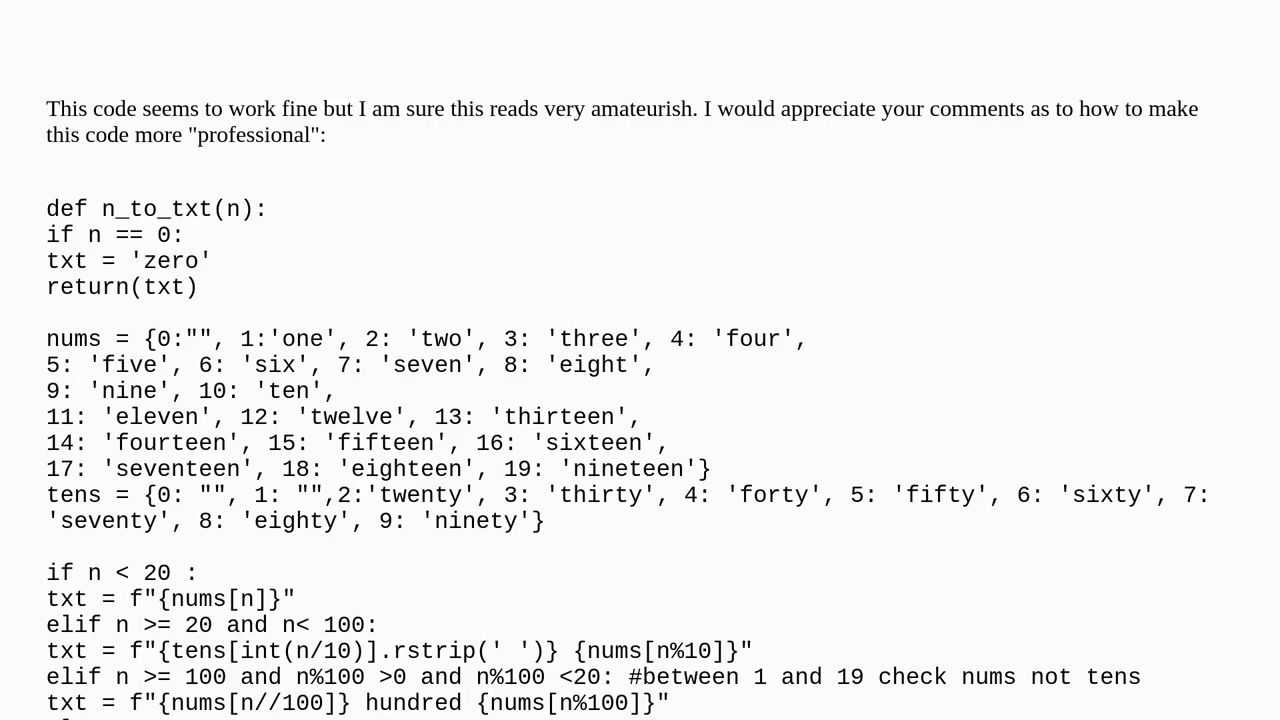 This code seems to work fine but I am sure this reads very amateurish. I would appreciate your comments as to how to make
this code more "professional":
def n_to_txt(n):
if n == 0:
txt = 'zero'
return(txt)
nums = {0:"", 1:'one', 2: 'two', 3: 'three', 4: 'four',
5: 'five', 6: 'six', 7: 'seven', 8: 'eight',
9: 'nine', 10: 'ten',
11: 'eleven', 12: 'twelve', 13: 'thirteen',
14: 'fourteen', 15: 'fifteen', 16: 'sixteen',
17: 'seventeen', 18: 'eighteen', 19: 'nineteen'}
tens = {0: "", 1: "",2:'twenty', 3: 'thirty', 4: 'forty', 5: 'fifty', 6: 'sixty', 7:
'seventy', 8: 'eighty', 9: 'ninety'}
if n < 20 :
txt = f"{nums[n]}"
elif n >= 20 and n< 100:
txt = f"{tens[int(n/10)].rstrip(' ')} {nums[n%10]}"
elif n >= 100 and n%100 >0 and n%100 <20: #between 1 and 19 check nums not tens
txt = f"{nums[n//100]} hundred {nums[n%100]}"